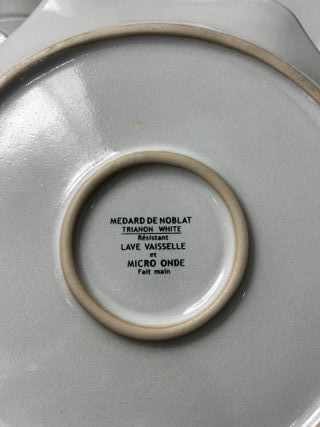 MEDARD DE NOBLAT
TRIANON WHITE
Résistant
LAVE VAISSELLE
et
MICRO ONDE
Fait main